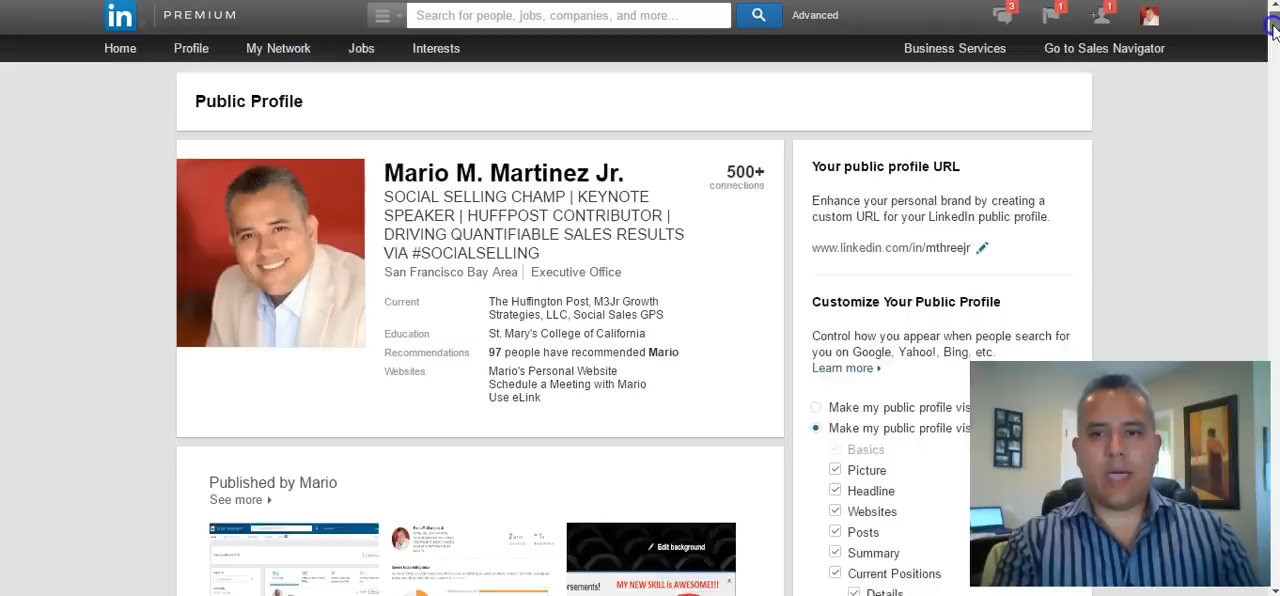 in PREMIUM Search for people, jobs, companies, and more... Advanced 3 1 1
Home Profile My Network Jobs Interests Business Services Go to Sales Navigator
Public Profile
Mario M. Martinez Jr.
500+
connections
SOCIAL SELLING CHAMP | KEYNOTE
SPEAKER | HUFFPOST CONTRIBUTOR |
DRIVING QUANTIFIABLE SALES RESULTS
VIA #SOCIALSELLING
San Francisco Bay Area | Executive Office
Current The Huffington Post, M3Jr Growth
Strategies, LLC, Social Sales GPS
Education St. Mary's College of California
Recommendations 97 people have recommended Mario
Websites Mario's Personal Website
Schedule a Meeting with Mario
Use eLink
Published by Mario
See more
Edit background
MY NEW SKILL is AWESOME!!!
Your public profile URL
Enhance your personal brand by creating a
custom URL for your LinkedIn public profile.
www.linkedin.com/in/mthreejr
Customize Your Public Profile
Control how you appear when people search for
you on Google, Yahoo!, Bing, etc.
Learn more
Make my public profile vis
Make my public profile vis
Basics
Picture
Headline
Websites
Posts
Summary
Current Positions
Details